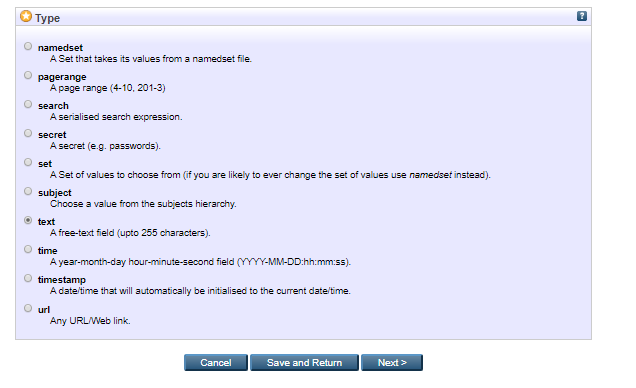 Type
?
namedset
A Set that takes its values from a namedset file.
pagerange
A page range (4-10, 201-3)
search
A serialised search expression.
secret
A secret (e.g. passwords).
set
A Set of values to choose from (if you are likely to ever change the set of values use namedset instead).
subject
Choose a value from the subjects hierarchy.
text
A free-text field (upto 255 characters).
time
A year-month-day hour-minute-second field (YYYY-MM-DD:hh:mm:ss).
timestamp
A date/time that will automatically be initialised to the current date/time.
url
Any URL/Web link.
Cancel Save and Return Next >